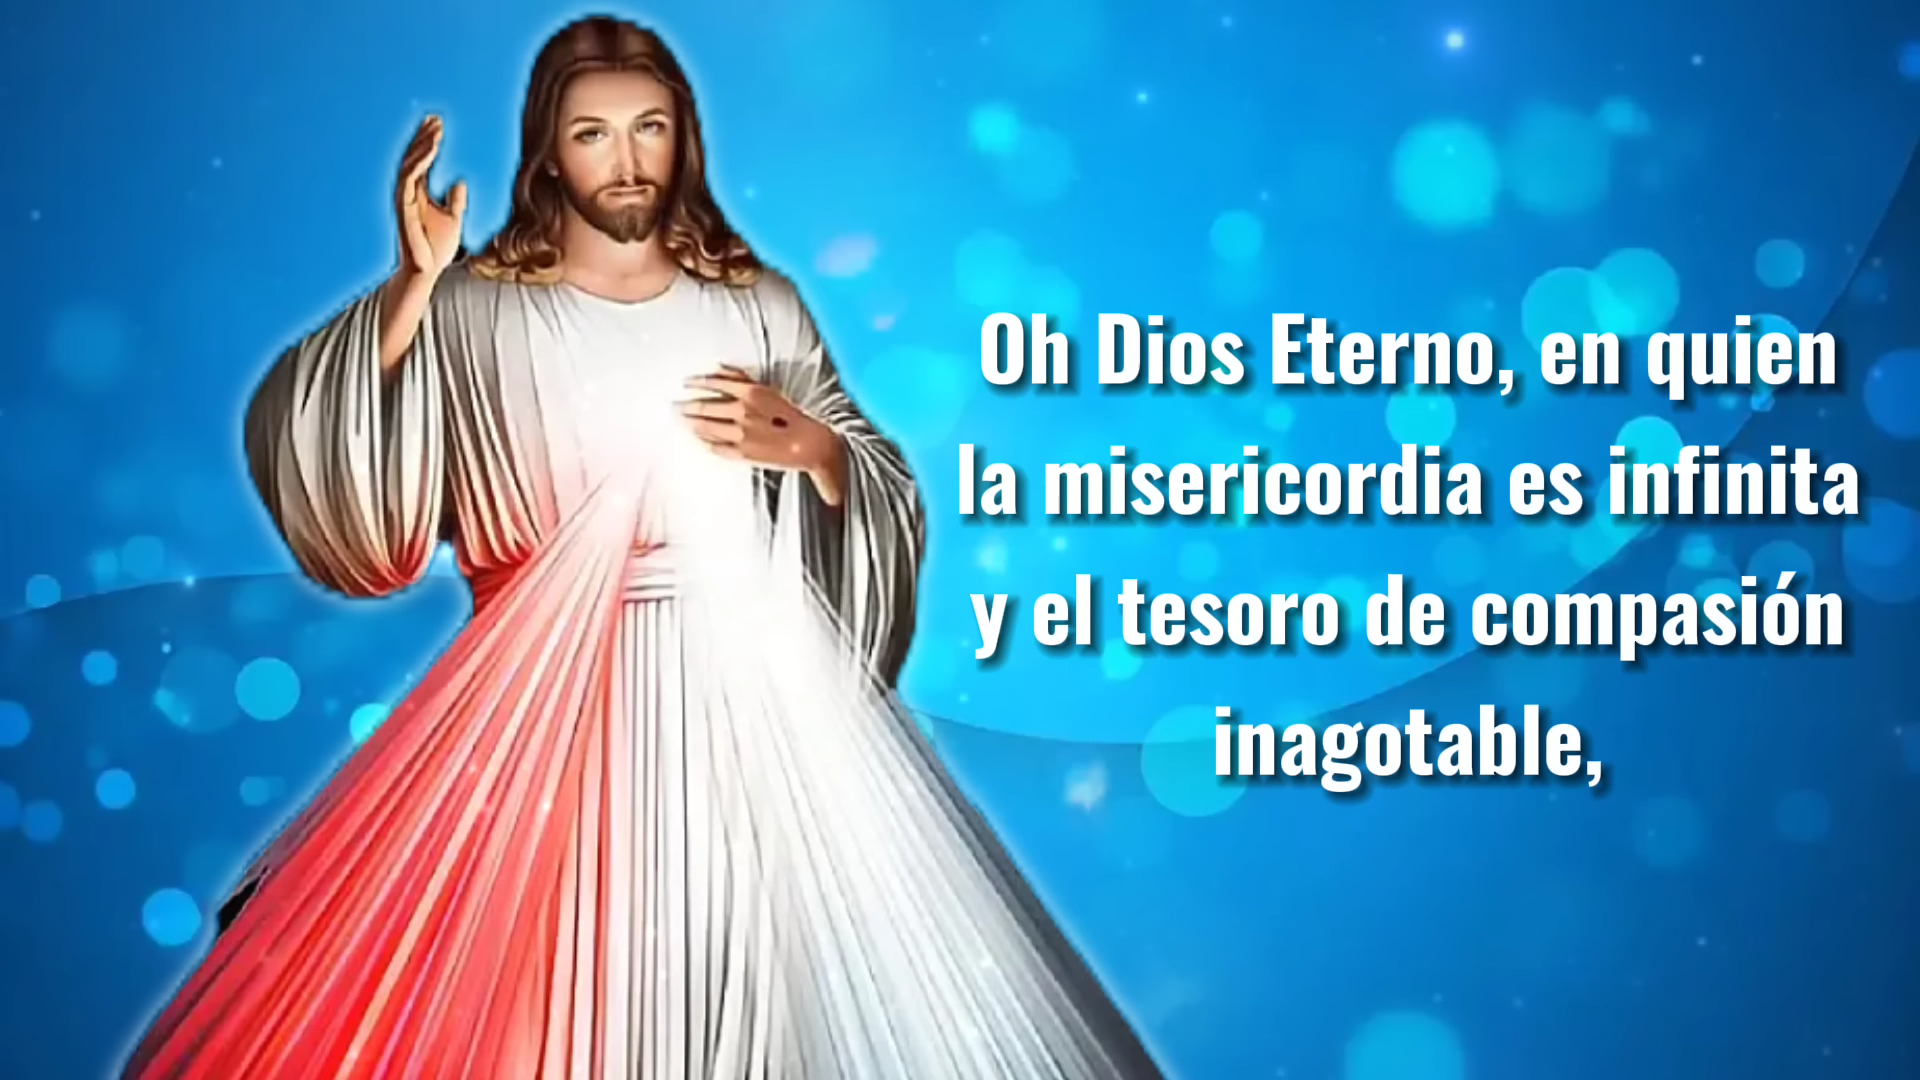 Oh Dios Eterno, en quien
la misericordia es infinita
y el tesoro de compasión
inagotable,